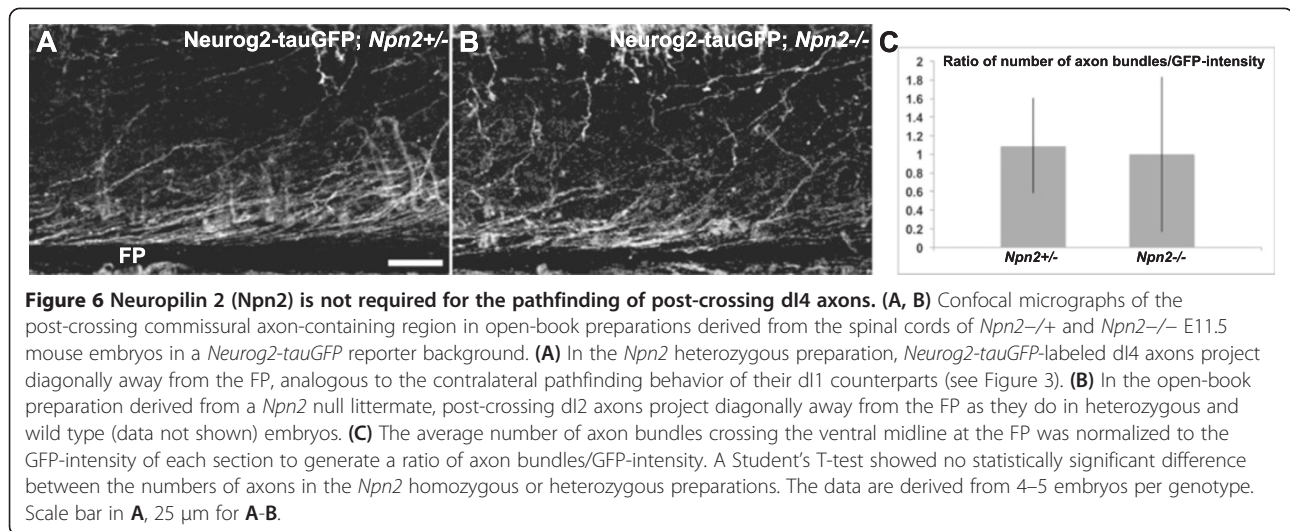 A Neurog2-tauGFP; Npn2+/-
FP
B Neurog2-tauGFP; Npn2-/-
C
Ratio of number of axon bundles/GFP-intensity
2
1.8
1.6
1.4
1.2
1
0.8
0.6
0.4
0.2
0
Npn2+/-
Npn2-/-
Figure 6 Neuropilin 2 (Npn2) is not required for the pathfinding of post-crossing dI4 axons. (A, B) Confocal micrographs of the
post-crossing commissural axon-containing region in open-book preparations derived from the spinal cords of Npn2−/+ and Npn2−/− E11.5
mouse embryos in a Neurog2-tauGFP reporter background. (A) In the Npn2 heterozygous preparation, Neurog2-tauGFP-labeled dI4 axons project
diagonally away from the FP, analogous to the contralateral pathfinding behavior of their dI1 counterparts (see Figure 3). (B) In the open-book
preparation derived from a Npn2 null littermate, post-crossing dI2 axons project diagonally away from the FP as they do in heterozygous and
wild type (data not shown) embryos. (C) The average number of axon bundles crossing the ventral midline at the FP was normalized to the
GFP-intensity of each section to generate a ratio of axon bundles/GFP-intensity. A Student's T-test showed no statistically significant difference
between the numbers of axons in the Npn2 homozygous or heterozygous preparations. The data are derived from 4–5 embryos per genotype.
Scale bar in A, 25 μm for A-B.